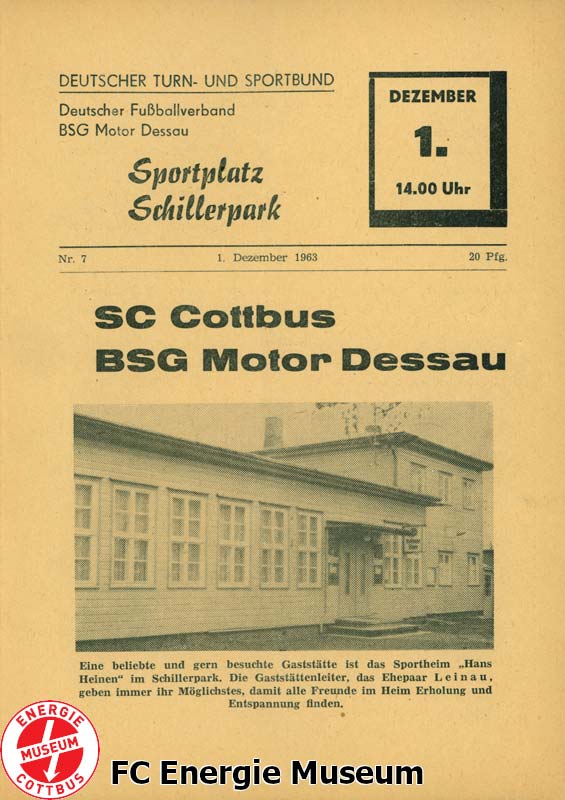 DEUTSCHER TURN- UND SPORTBUND
Deutscher Fußballverband
BSG Motor Dessau
Sportplatz
Schillerpark
DEZEMBER
1.
14.00 Uhr
Nr. 7 1. Dezember 1963 20 Pfg.
SC Cottbus
BSG Motor Dessau
Eine beliebte und gern besuchte Gaststätte ist das Sportheim „Hans
Heinen“ im Schillerpark. Die Gaststättenleiter, das Ehepaar Leinau,
geben immer ihr Möglichstes, damit alle Freunde im Heim Erholung und
Entspannung finden.
ENERGIE
MUSEUM
COTTBUS
FC Energie Museum